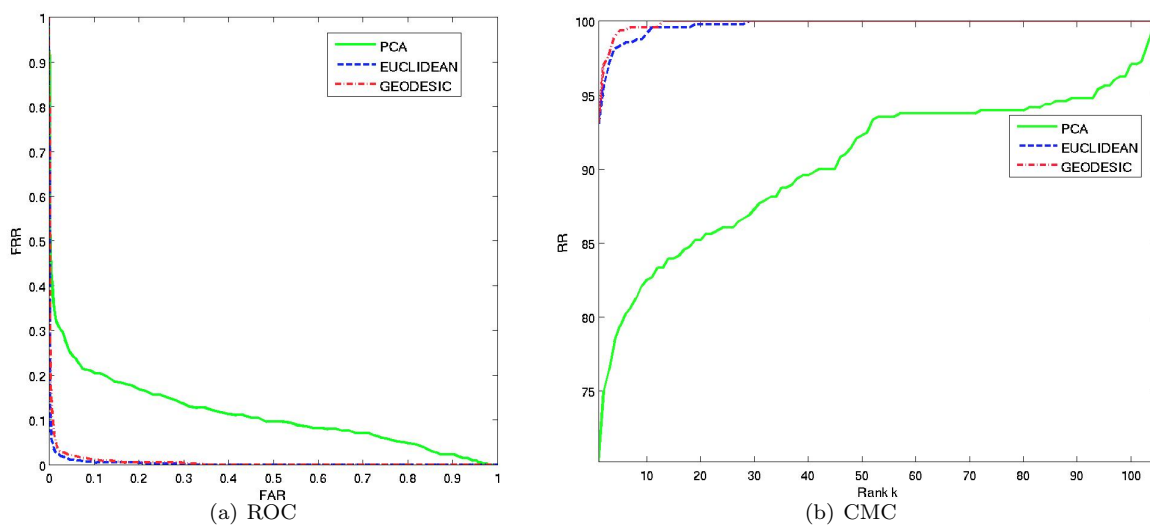 1
0.9
0.8
0.7
0.6
0.5
0.4
0.3
0.2
0.1
0
FRR
PCA
EUCLIDEAN
GEODESIC
0 0.1 0.2 0.3 0.4 0.5 0.6 0.7 0.8 0.9 1
FAR
(a) ROC
100
95
90
85
80
75
RR
PCA
EUCLIDEAN
GEODESIC
10 20 30 40 50 60 70 80 90 100
Rank k
(b) CMC